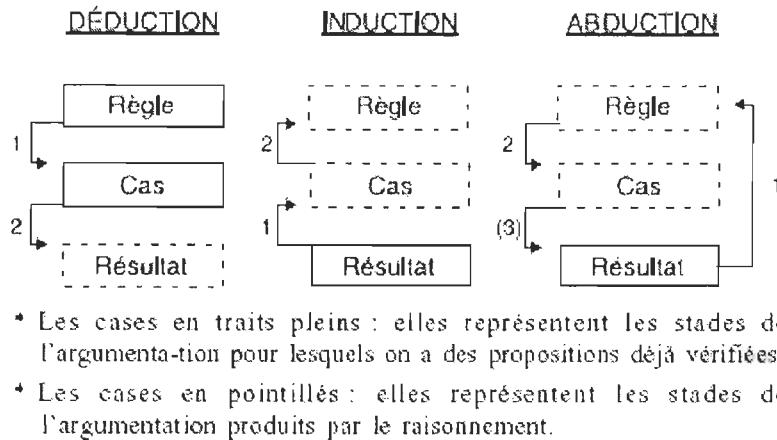 DÉDUCTION INDUCTION ABDUCTION
Règle Règle Règle
1 2 2
Cas Cas Cas 1
2 1 (3)
Résultat Résultat Résultat
* Les cases en traits pleins : elles représentent les stades de
l'argumenta-tion pour lesquels on a des propositions déjà vérifiées
* Les cases en pointillés : elles représentent les stades de
l'argumentation produits par le raisonnement.